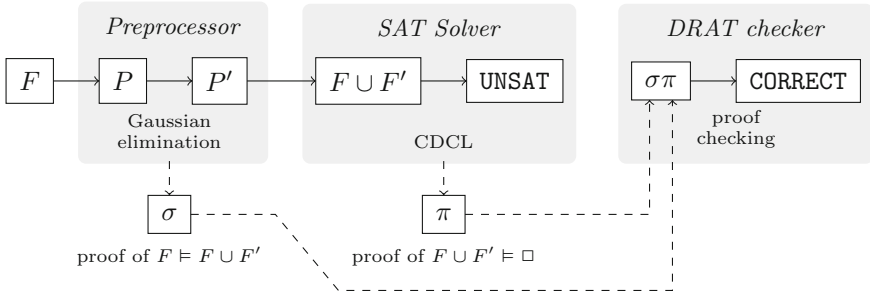 Preprocessor
SAT Solver
DRAT checker
F
P
P′
F ∪ F′
UNSAT
σπ
CORRECT
Gaussian
elimination
CDCL
proof
checking
σ
π
proof of F ⊨ F ∪ F′
proof of F ∪ F′ ⊨ □